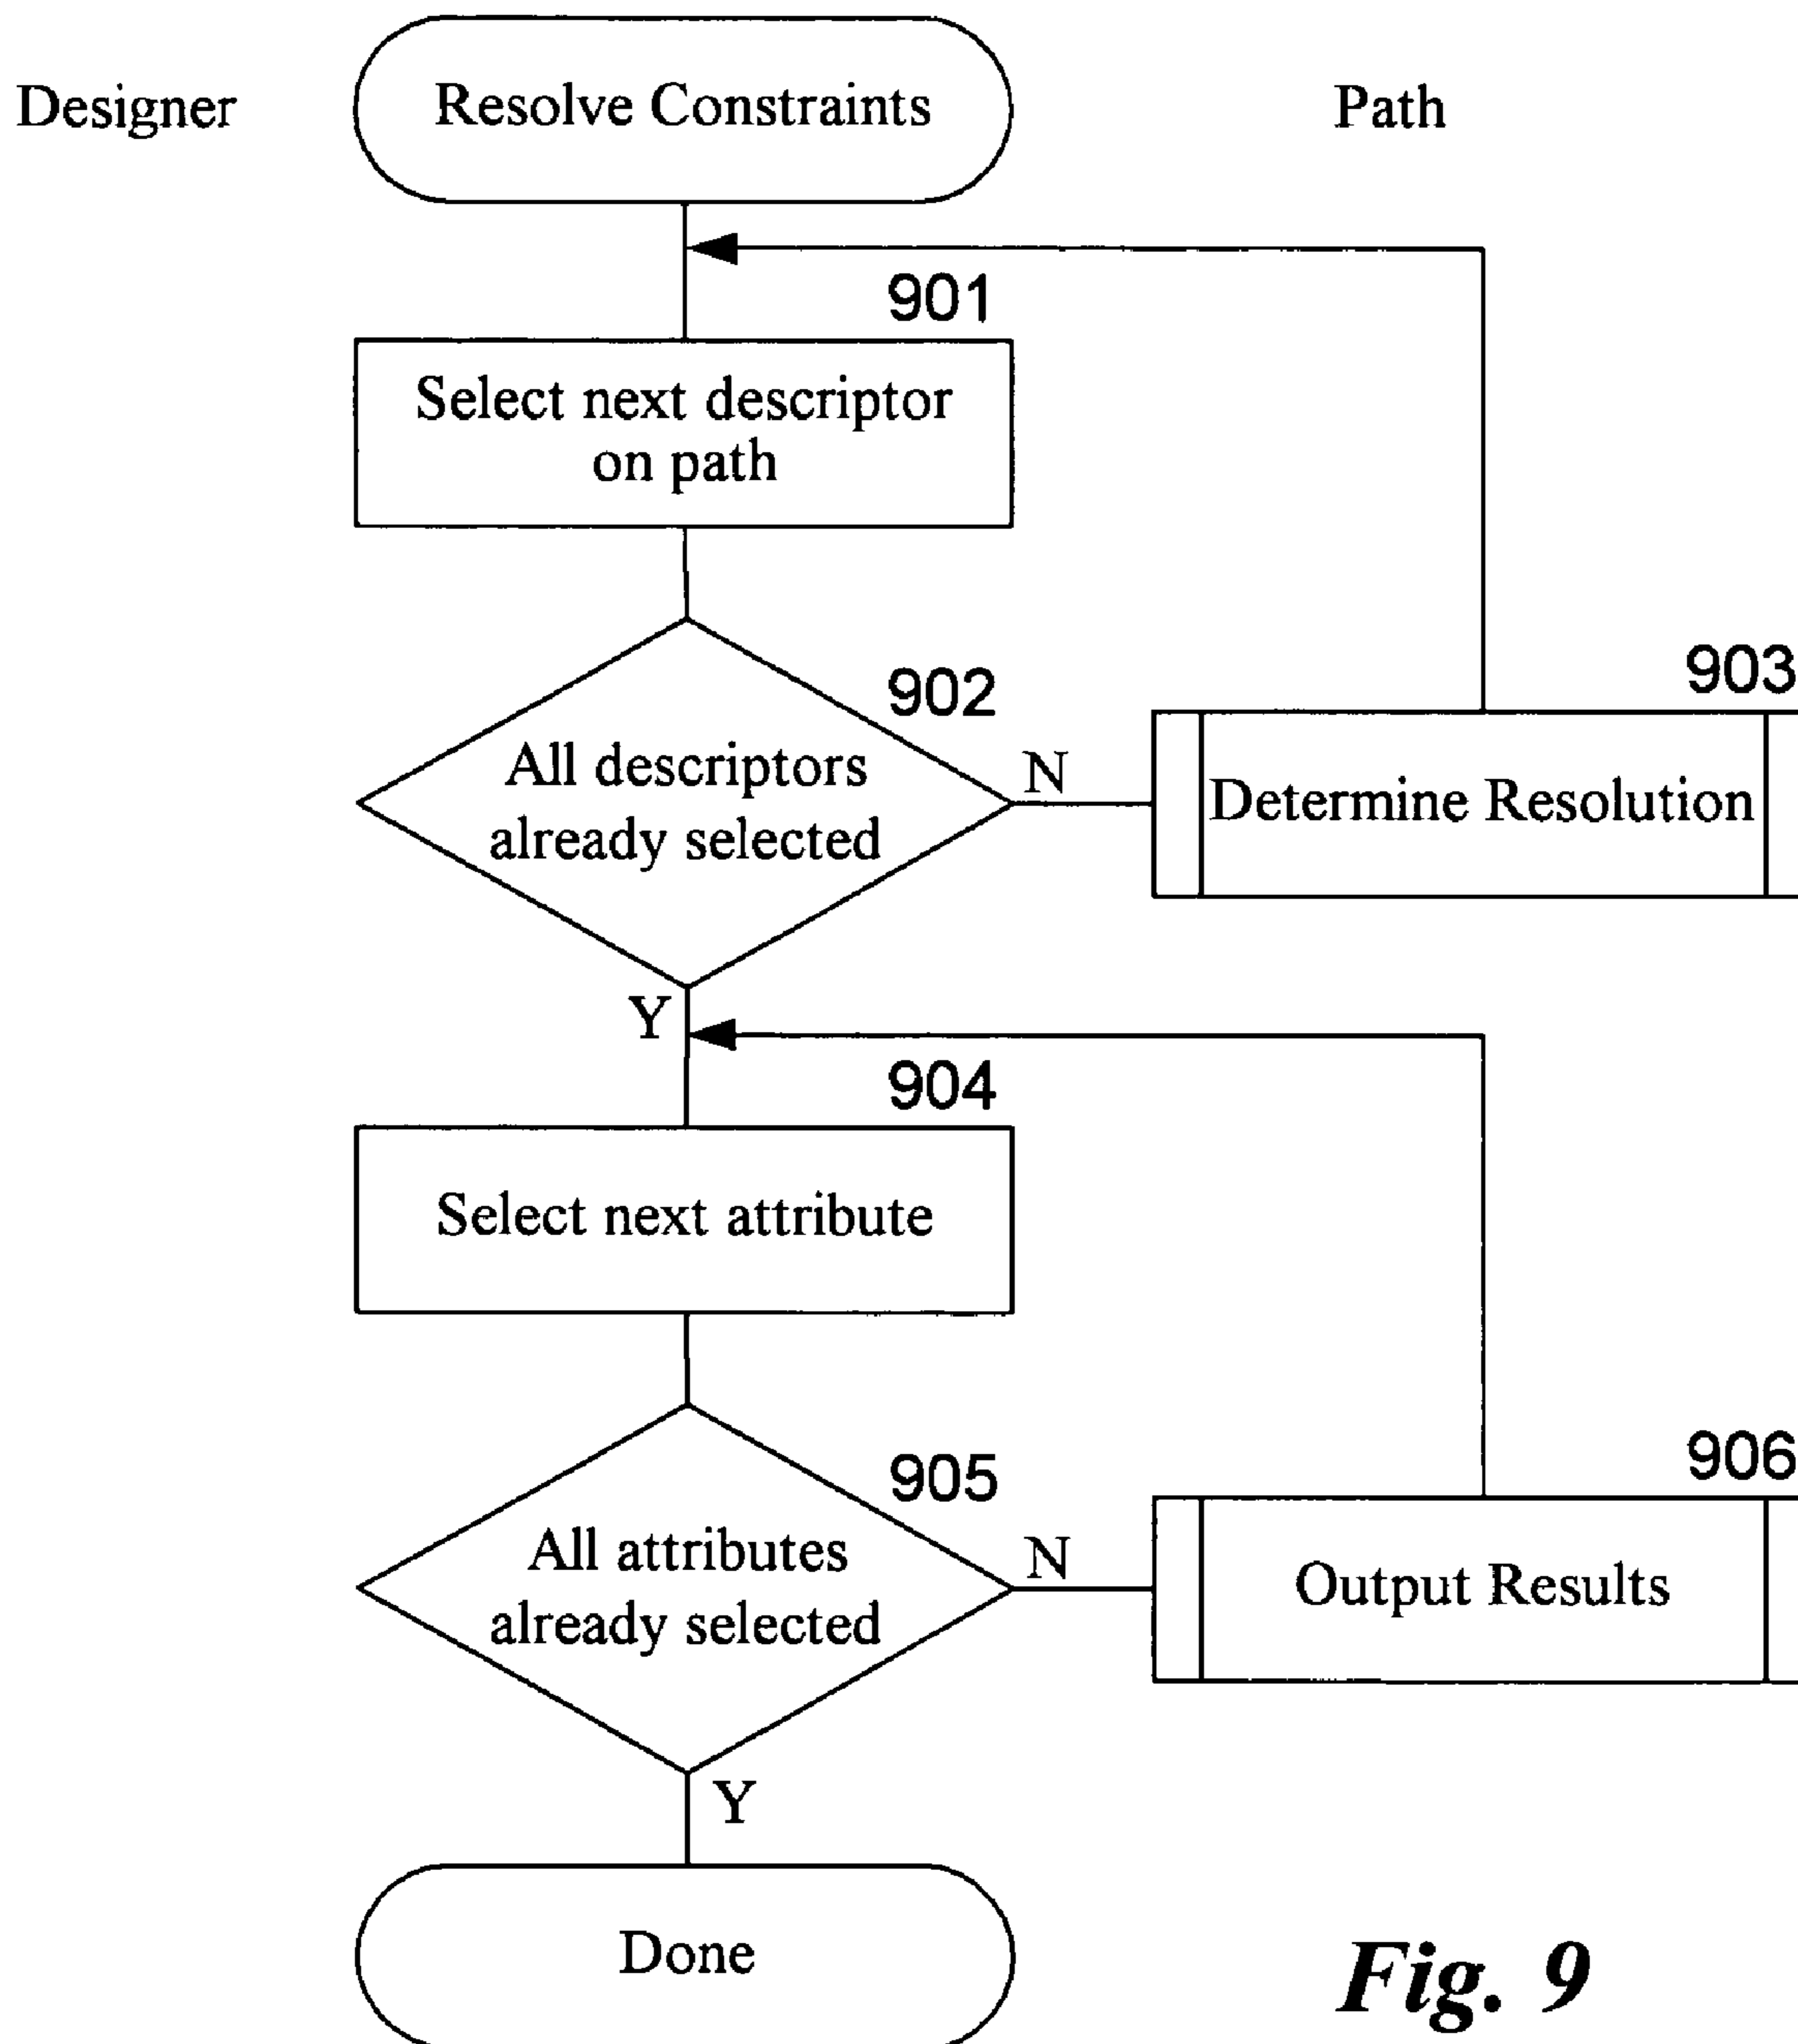 Designer
Resolve Constraints
Path
901
Select next descriptor
on path
902
All descriptors
already selected
N
903
Determine Resolution
Y
904
Select next attribute
905
All attributes
already selected
N
906
Output Results
Y
Done
Fig. 9